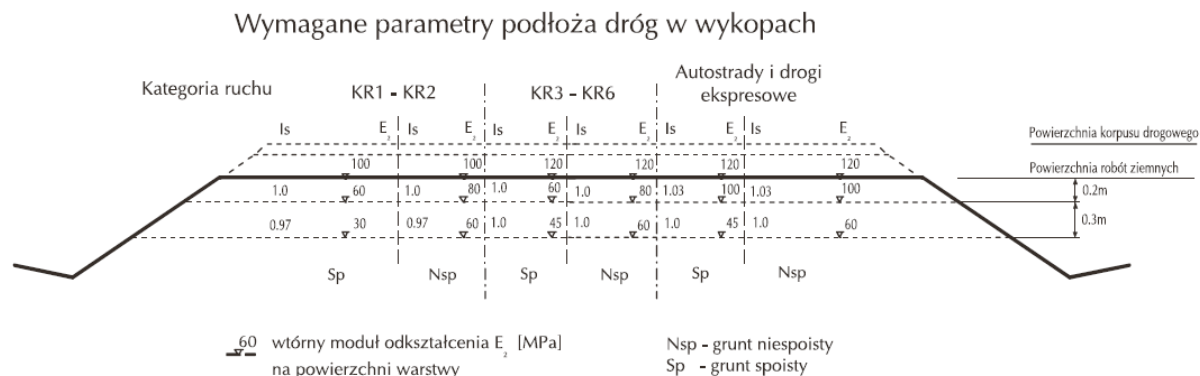 Wymagane parametry podłoża dróg w wykopach
Kategoria ruchu
KR1 - KR2
KR3 - KR6
Autostrady i drogi
ekspresowe
Is E₂ Is E₂ Is E₂ Is E₂ Is E₂ Is E₂
Powierzchnia korpusu drogowego
100 100 120 120 120 120
Powierzchnia robót ziemnych
1.0 60 1.0 80 1.0 60 1.0 80 1.03 100 1.03 100
0.2m
0.97 30 0.97 60 1.0 45 1.0 60 1.0 45 1.0 60
0.3m
Sp Nsp Sp Nsp Sp Nsp
60 wtórny moduł odkształcenia E₂ [MPa]
na powierzchni warstwy
Nsp - grunt niespoisty
Sp - grunt spoisty